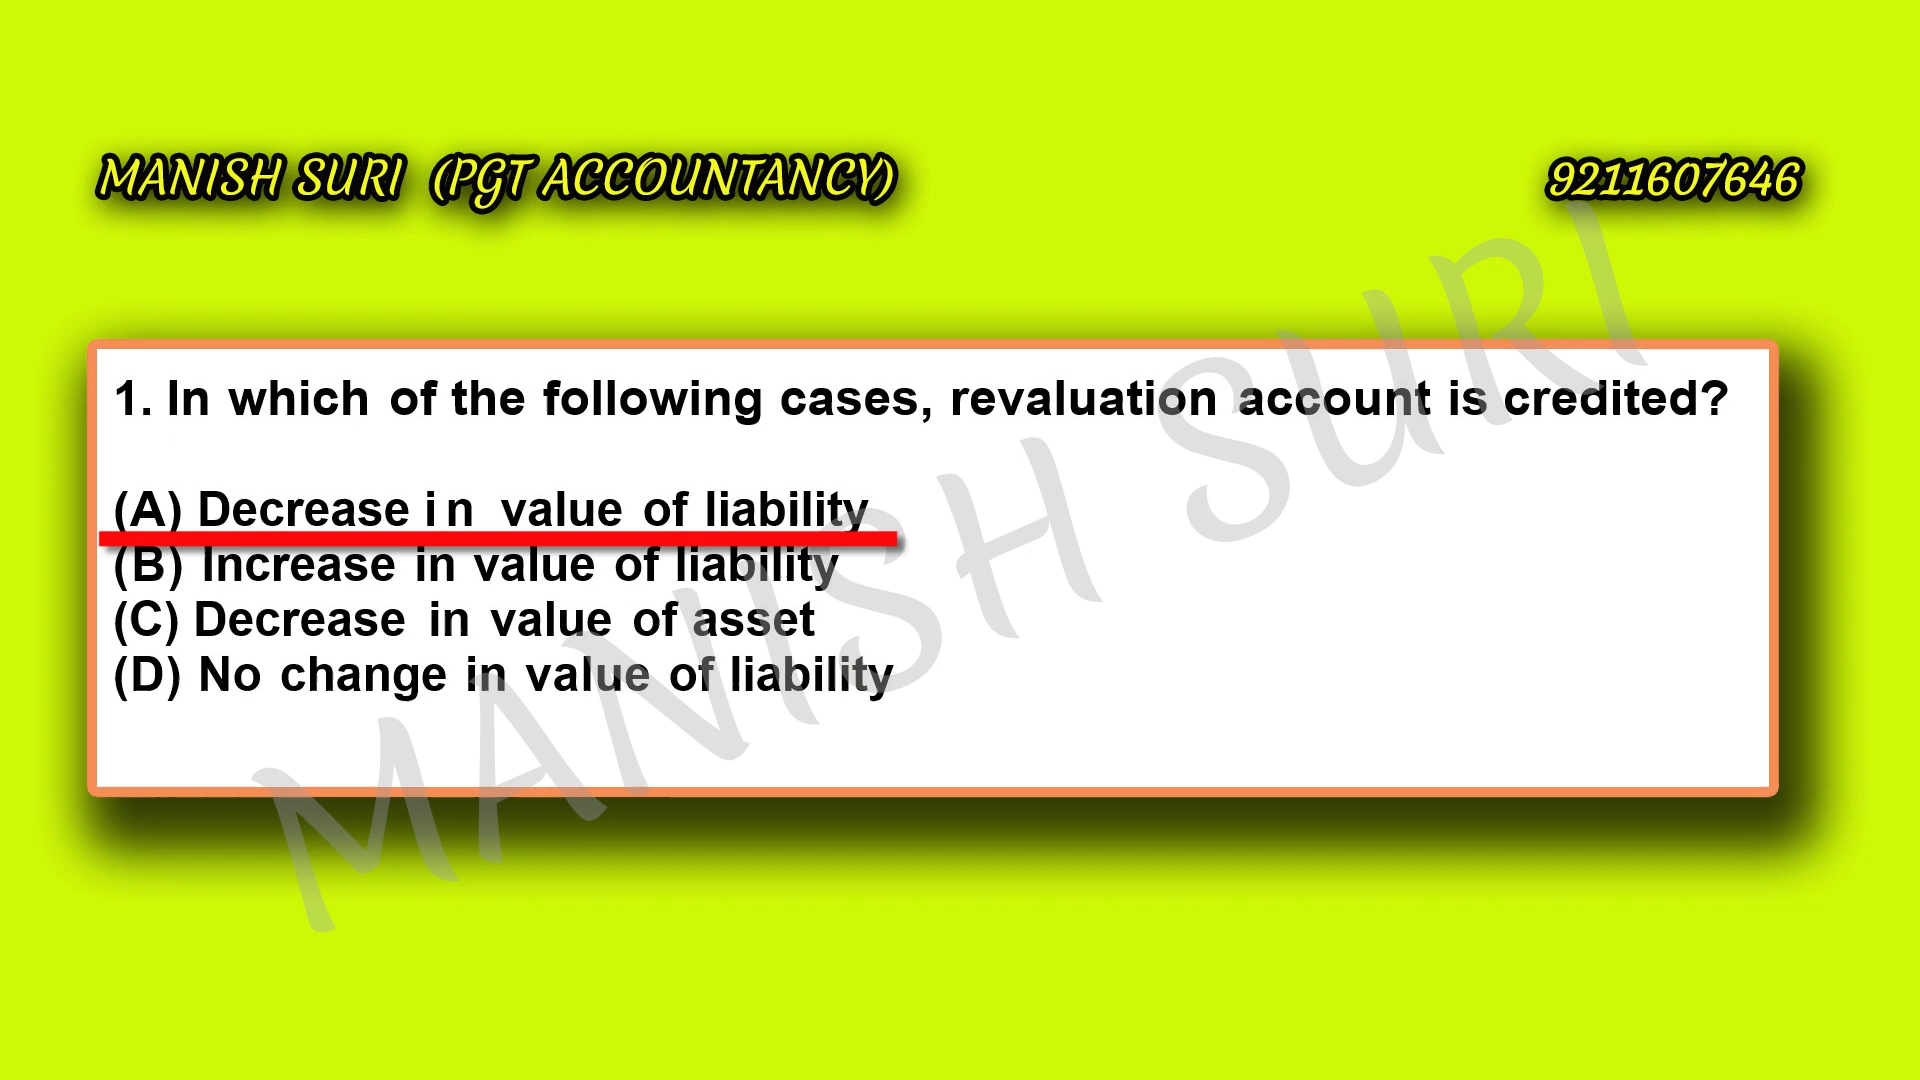 MANISH SURI (PGT ACCOUNTANCY) 9211607646
1. In which of the following cases, revaluation account is credited?
(A) Decrease in value of liability
(B) Increase in value of liability
(C) Decrease in value of asset
(D) No change in value of liability
MANISH SURI